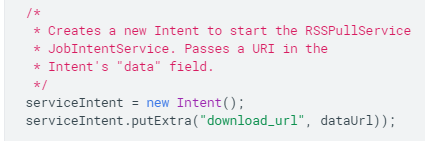 /*
* Creates a new Intent to start the RSSPullService
* JobIntentService. Passes a URI in the
* Intent's "data" field.
*/
serviceIntent = new Intent();
serviceIntent.putExtra("download_url", dataUrl));